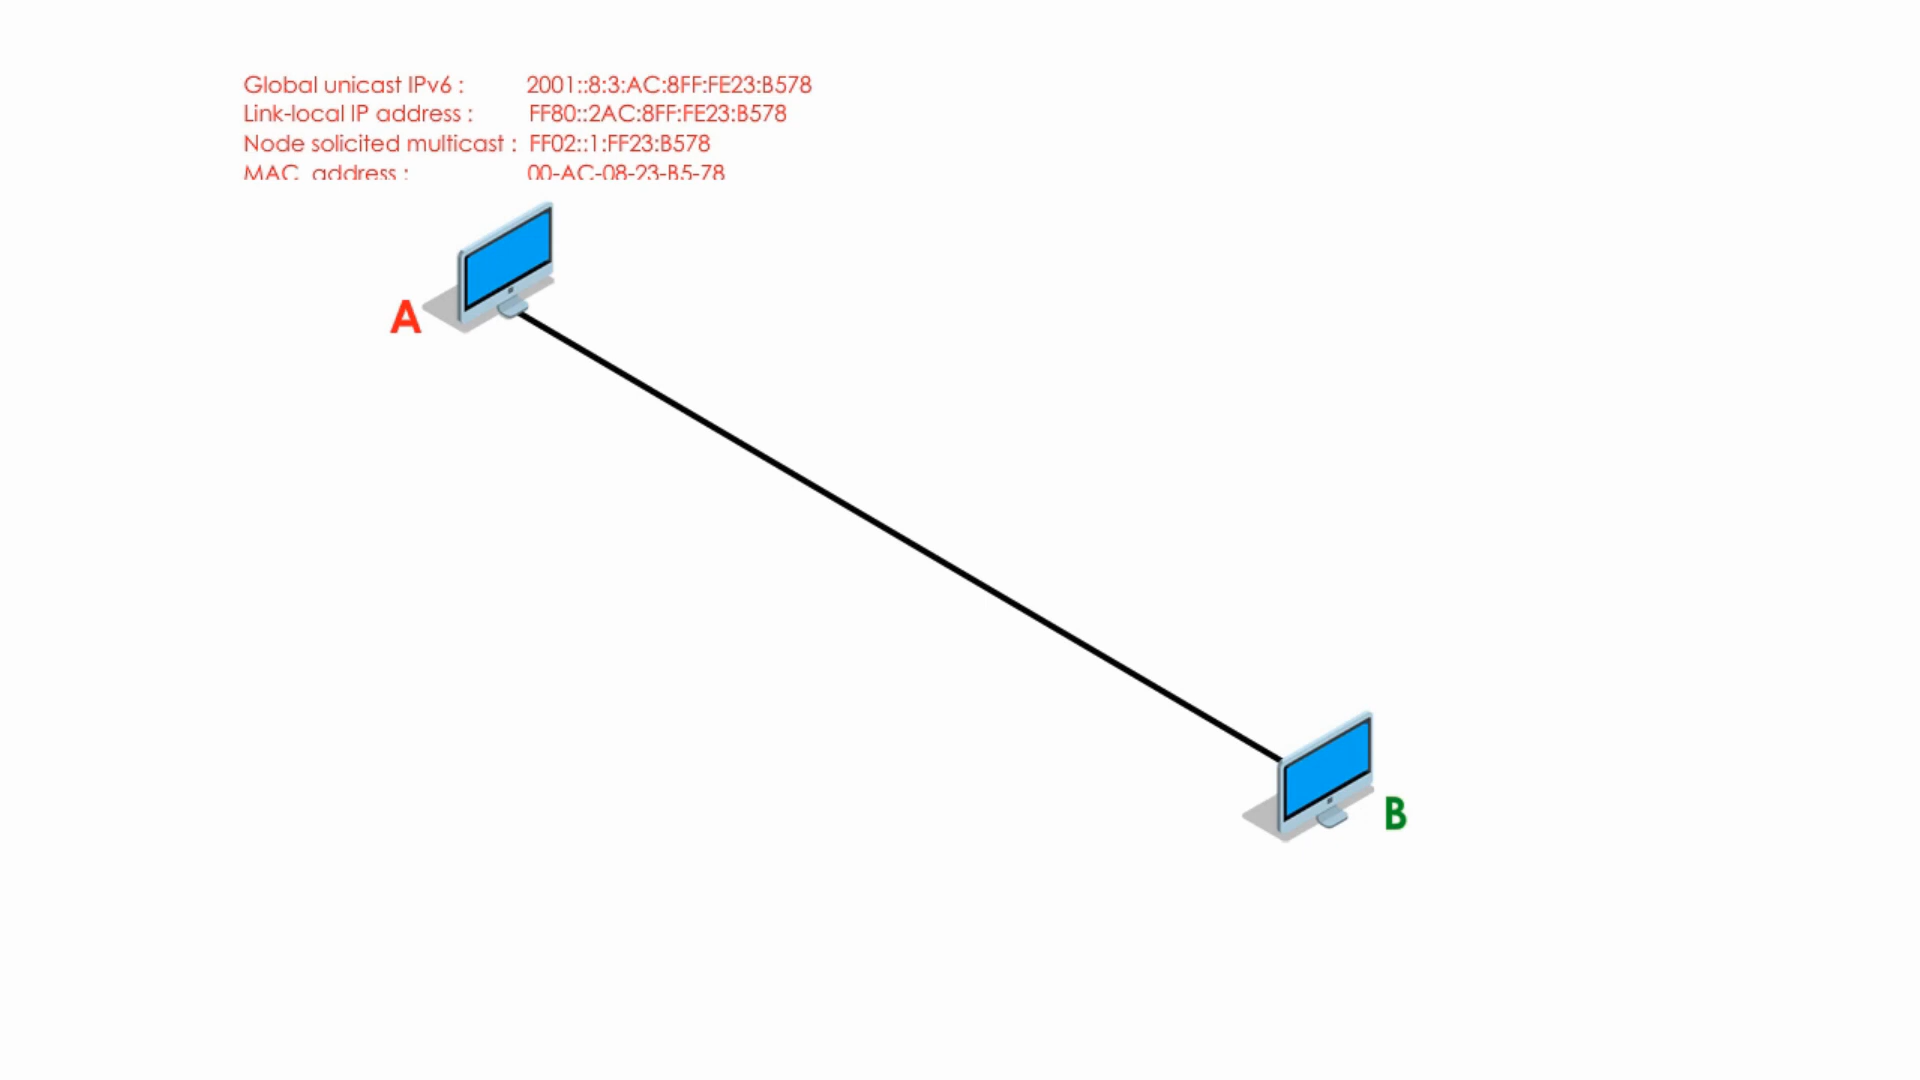 Global unicast IPv6 : 2001::8:3:AC:8FF:FE23:B578
Link-local IP address : FF80::2AC:8FF:FE23:B578
Node solicited multicast : FF02::1:FF23:B578
MAC address : 00-AC-08-23-B5-78
A
B